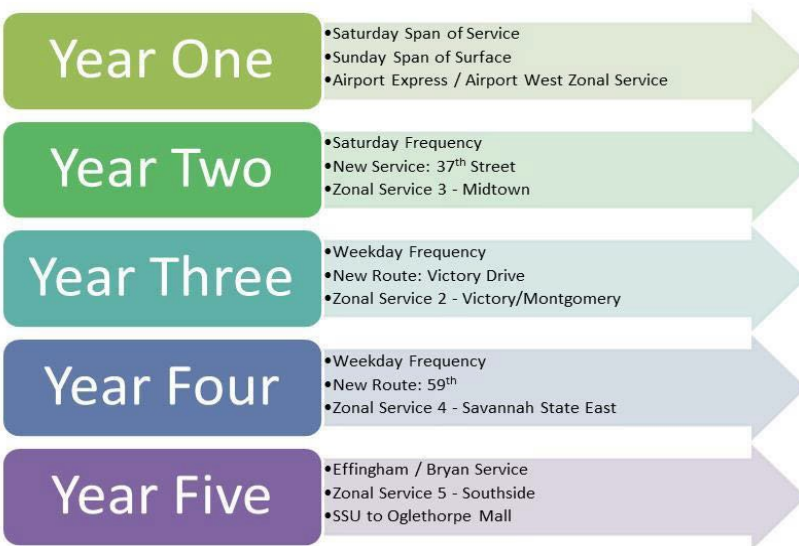 Year One
•Saturday Span of Service
•Sunday Span of Surface
•Airport Express / Airport West Zonal Service
Year Two
•Saturday Frequency
•New Service: 37th Street
•Zonal Service 3 - Midtown
Year Three
•Weekday Frequency
•New Route: Victory Drive
•Zonal Service 2 - Victory/Montgomery
Year Four
•Weekday Frequency
•New Route: 59th
•Zonal Service 4 - Savannah State East
Year Five
•Effingham / Bryan Service
•Zonal Service 5 - Southside
•SSU to Oglethorpe Mall